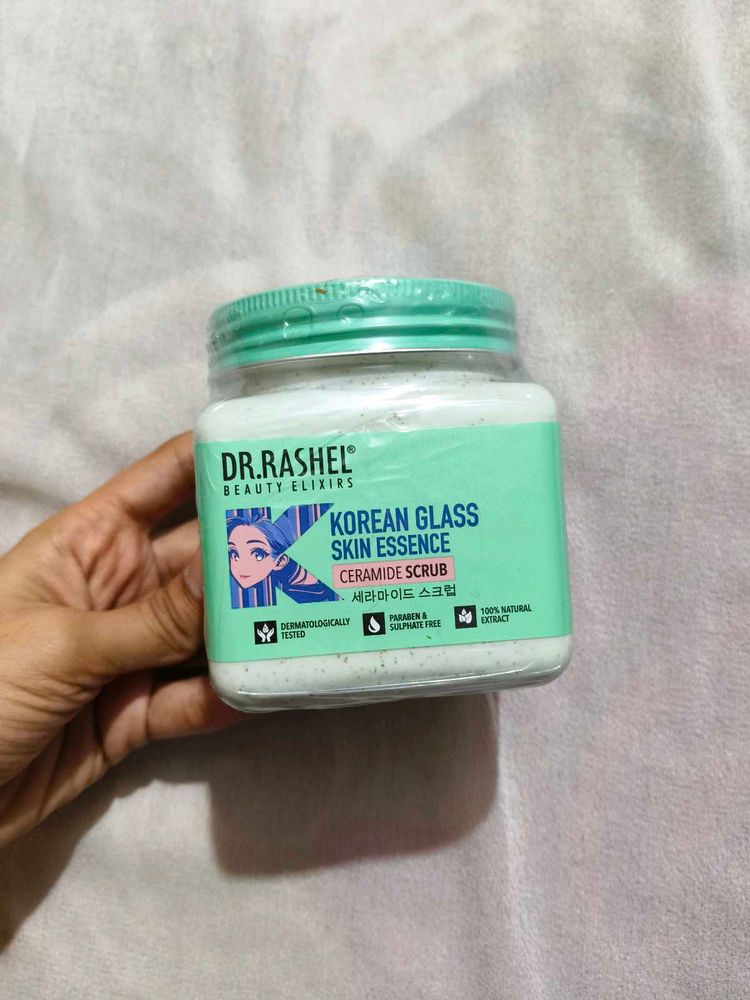 DR.RASHEL®
BEAUTY ELIXIRS
KOREAN GLASS
SKIN ESSENCE
CERAMIDE SCRUB
세라마이드 스크럽
DERMATOLOGICALLY
TESTED
PARABEN &
SULPHATE FREE
100% NATURAL
EXTRACT